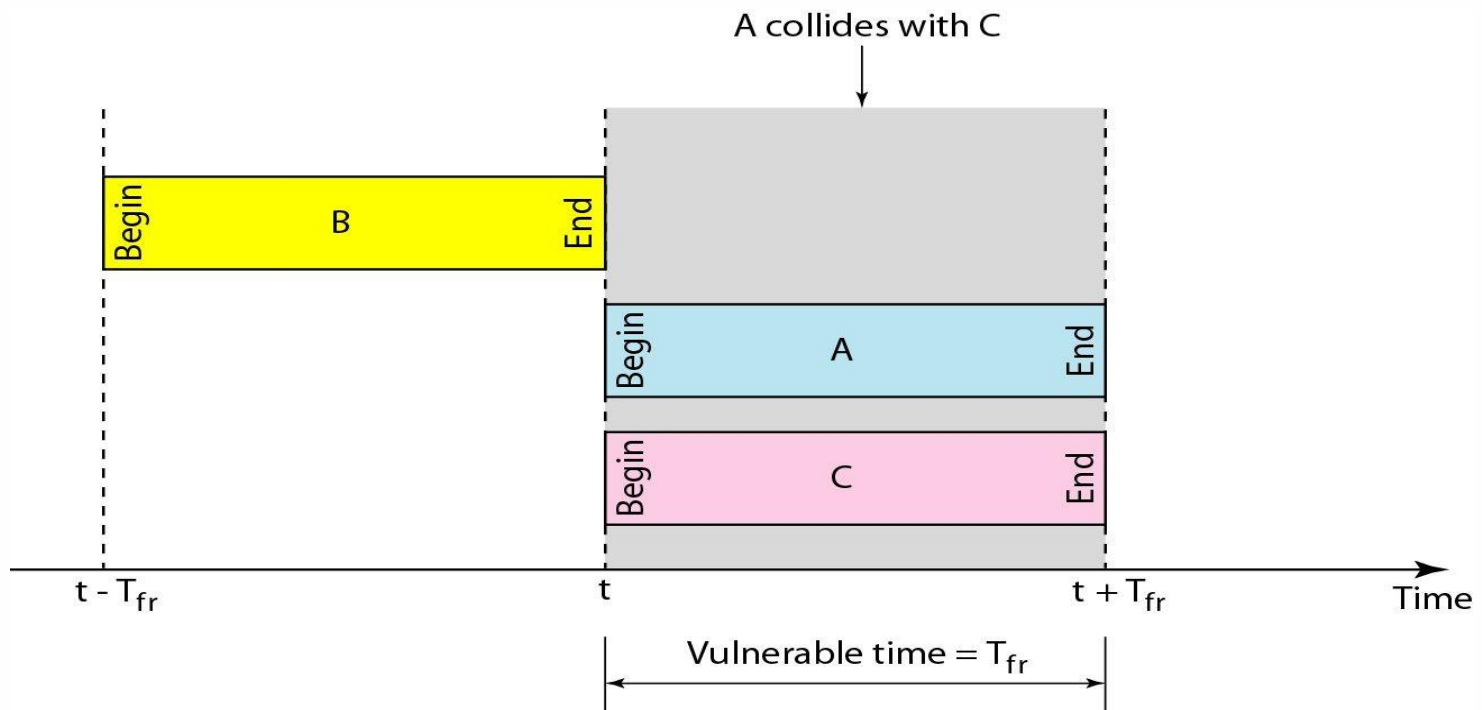 A collides with C
Begin B End
Begin A End
Begin C End
t - Tfr t t + Tfr
Time
Vulnerable time = Tfr